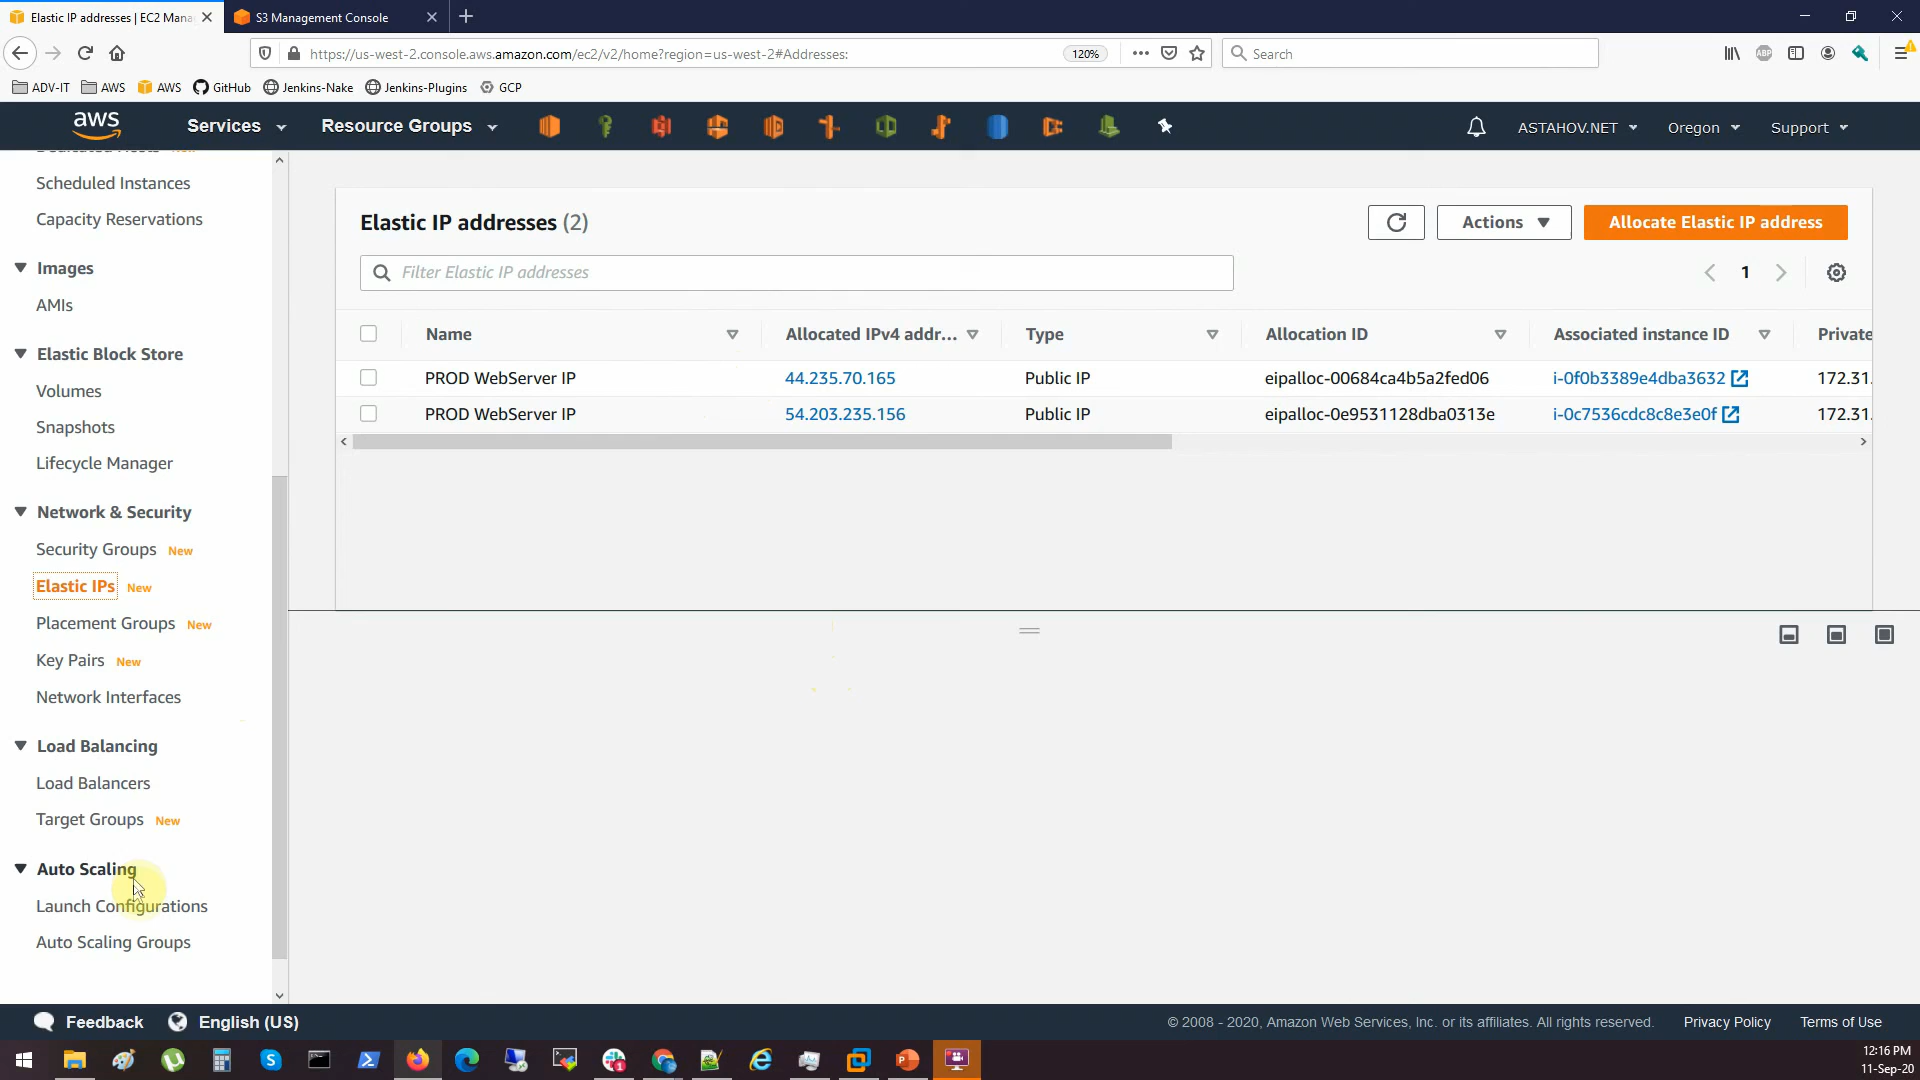 Elastic IP addresses | EC2 Mana
S3 Management Console
https://us-west-2.console.aws.amazon.com/ec2/v2/home?region=us-west-2#Addresses:
120%
Search
ADV-IT
AWS
AWS
GitHub
Jenkins-Nake
Jenkins-Plugins
GCP
aws
Services
Resource Groups
ASTAHOV.NET
Oregon
Support
Scheduled Instances
Capacity Reservations
Images
AMIs
Elastic Block Store
Volumes
Snapshots
Lifecycle Manager
Network & Security
Security Groups New
Elastic IPs New
Placement Groups New
Key Pairs New
Network Interfaces
Load Balancing
Load Balancers
Target Groups New
Auto Scaling
Launch Configurations
Auto Scaling Groups
Elastic IP addresses (2)
Actions
Allocate Elastic IP address
Filter Elastic IP addresses
1
Name Allocated IPv4 addr... Type Allocation ID Associated instance ID Private
PROD WebServer IP 44.235.70.165 Public IP eipalloc-00684ca4b5a2fed06 i-0f0b3389e4dba3632 172.31.
PROD WebServer IP 54.203.235.156 Public IP eipalloc-0e9531128dba0313e i-0c7536cdc8c8e3e0f 172.31.
Feedback
English (US)
© 2008 - 2020, Amazon Web Services, Inc. or its affiliates. All rights reserved.
Privacy Policy
Terms of Use
12:16 PM
11-Sep-20